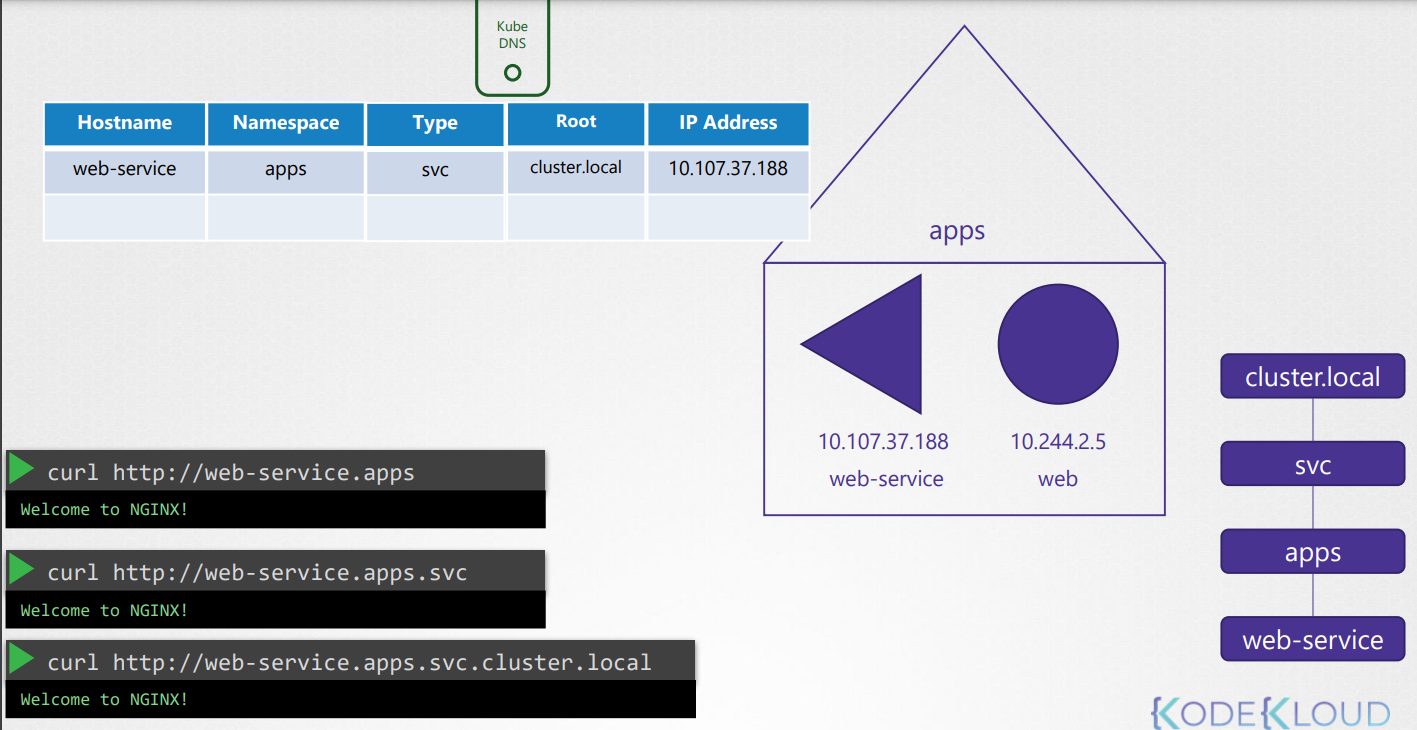 Kube
DNS
Hostname Namespace Type Root IP Address
web-service apps svc cluster.local 10.107.37.188
apps
10.107.37.188 10.244.2.5
web-service web
cluster.local
svc
apps
web-service
curl http://web-service.apps
Welcome to NGINX!
curl http://web-service.apps.svc
Welcome to NGINX!
curl http://web-service.apps.svc.cluster.local
Welcome to NGINX!
KODEKLOUD